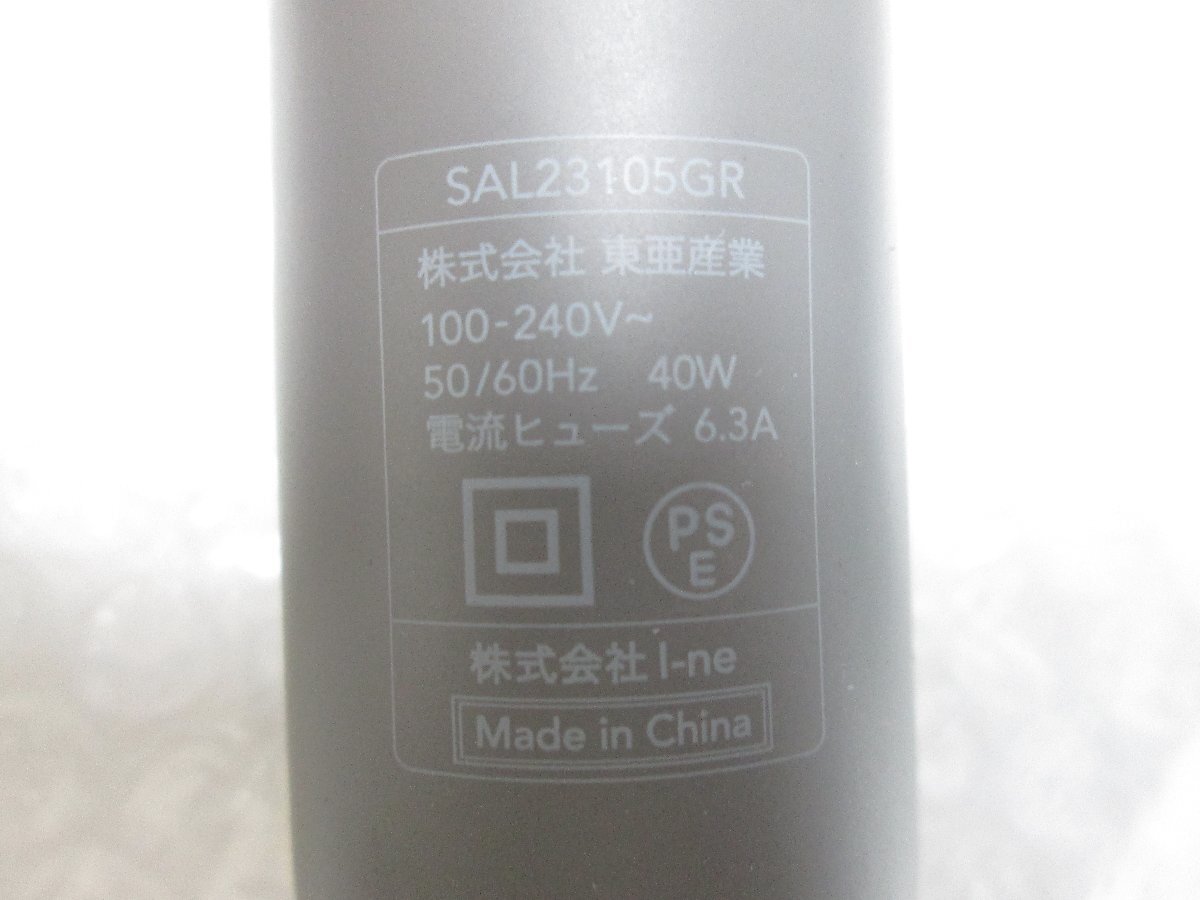 SAL23105GR
株式会社 東亜産業
100-240V~
50/60Hz 40W
電流ヒューズ 6.3A
PS
E
株式会社 I-ne
Made in China